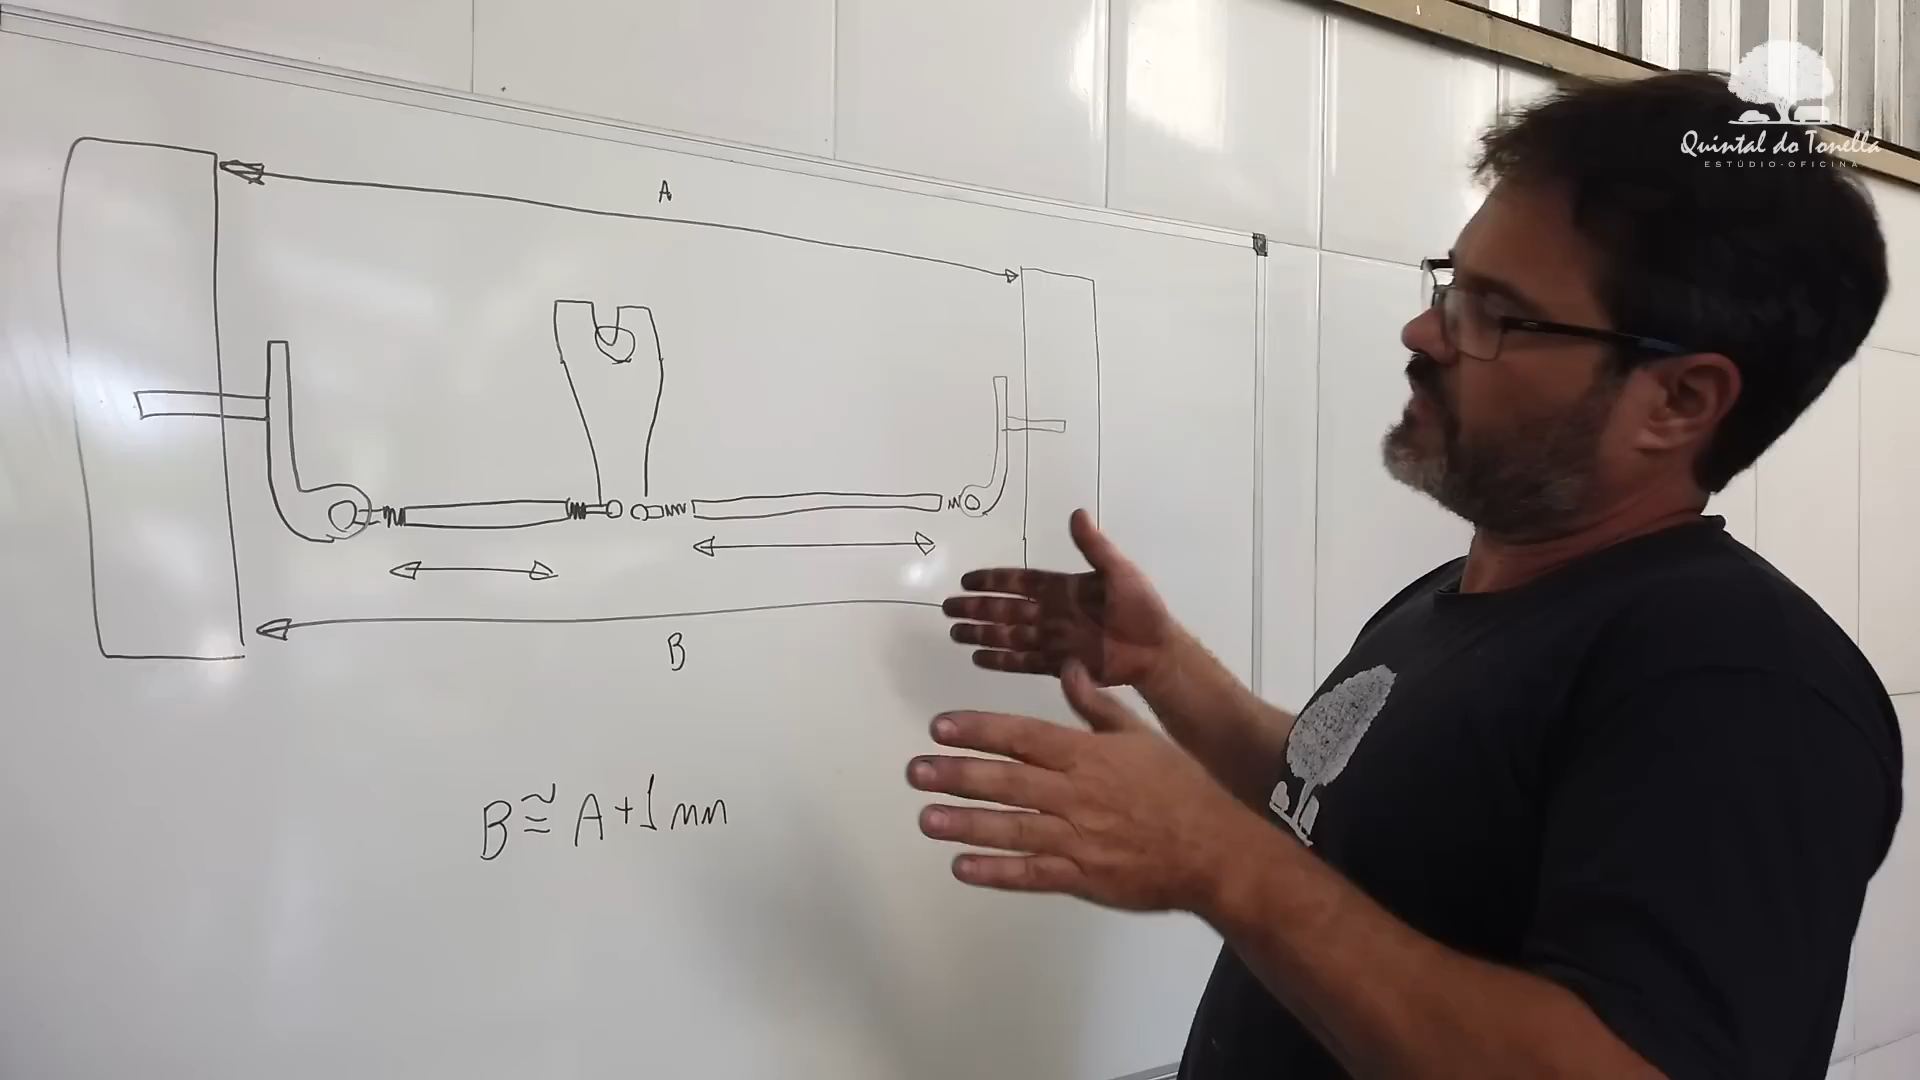 Quintal do Tonella
ESTÚDIO-OFICINA
A
B
B ≅ A + 1 mm